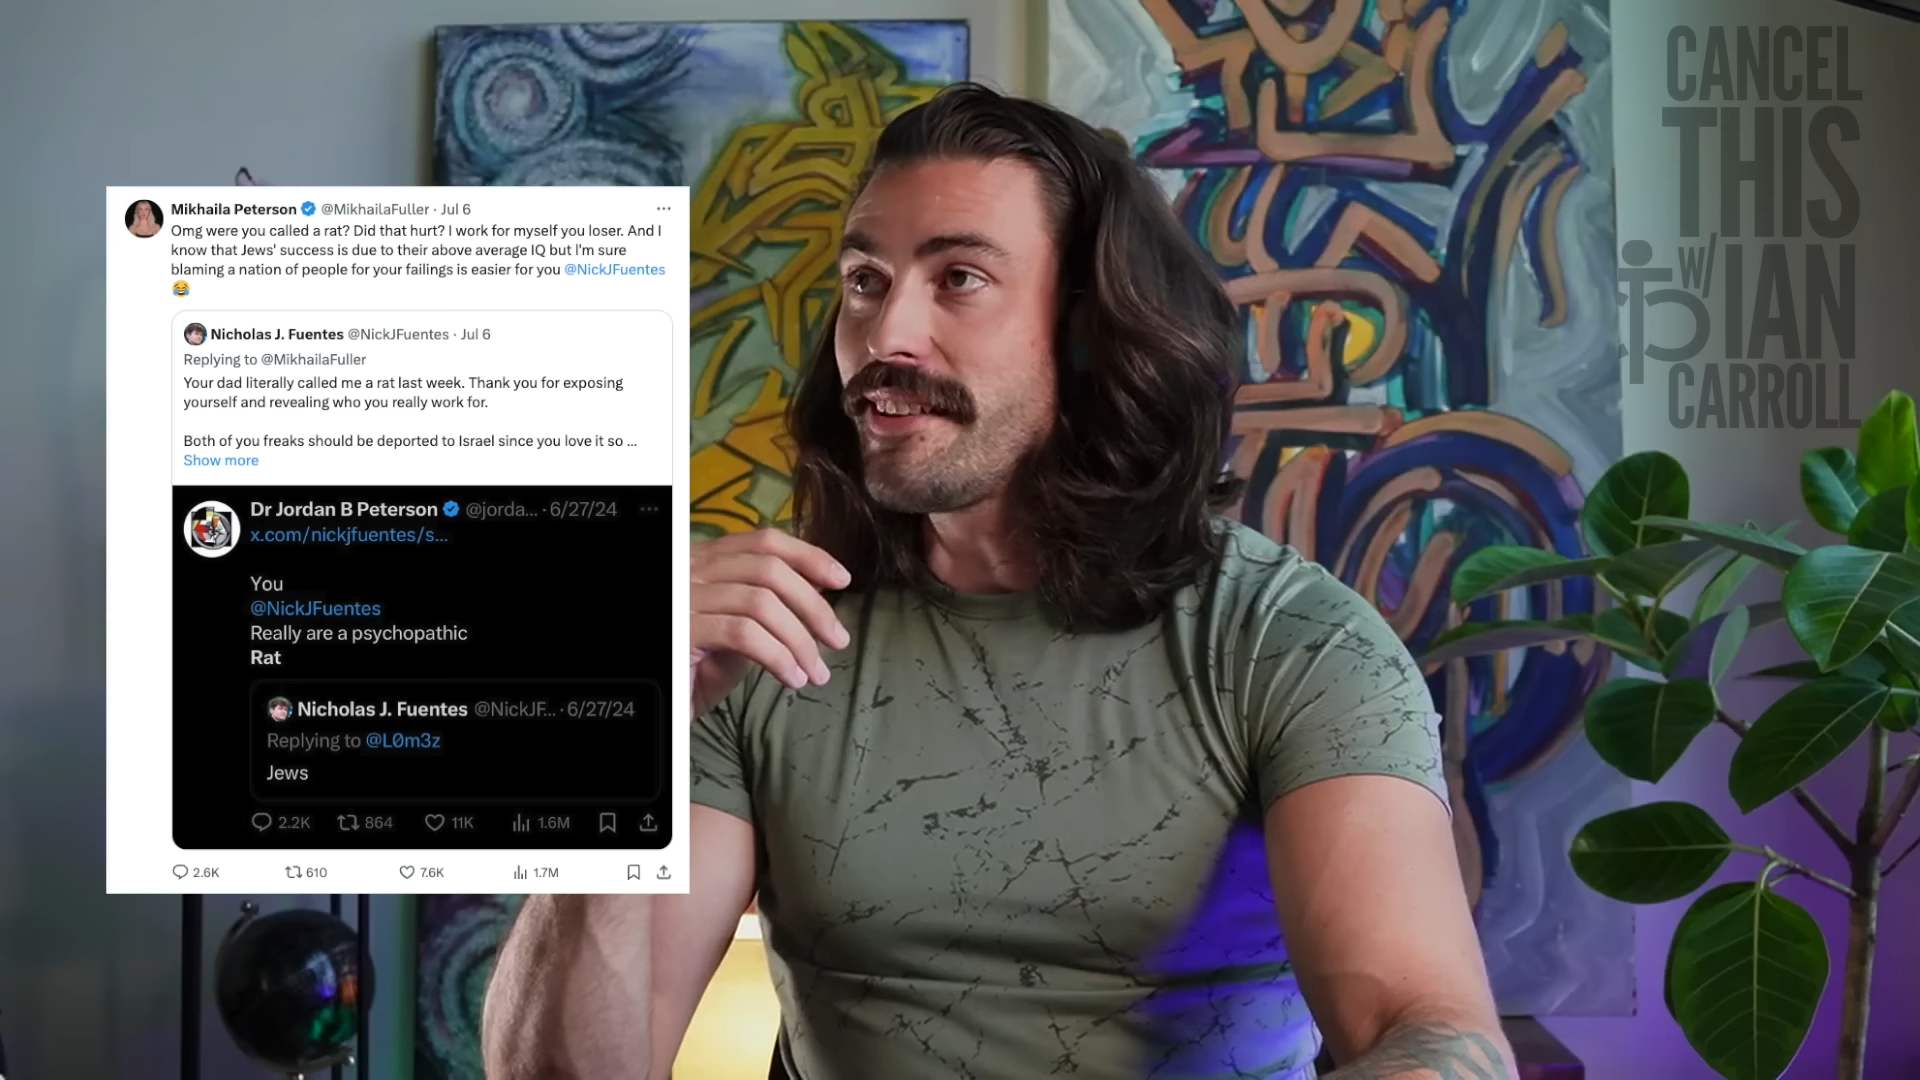 CANCEL
THIS
W/ IAN
CARROLL
Mikhaila Peterson @MikhailaFuller · Jul 6
Omg were you called a rat? Did that hurt? I work for myself you loser. And I
know that Jews' success is due to their above average IQ but I'm sure
blaming a nation of people for your failings is easier for you @NickJFuentes
😂
Nicholas J. Fuentes @NickJFuentes · Jul 6
Replying to @MikhailaFuller
Your dad literally called me a rat last week. Thank you for exposing
yourself and revealing who you really work for.
Both of you freaks should be deported to Israel since you love it so ...
Show more
Dr Jordan B Peterson @jorda... · 6/27/24
x.com/nickjfuentes/s...
You
@NickJFuentes
Really are a psychopathic
Rat
Nicholas J. Fuentes @NickJF... · 6/27/24
Replying to @L0m3z
Jews
2.2K 864 11K 1.6M
2.6K 610 7.6K 1.7M